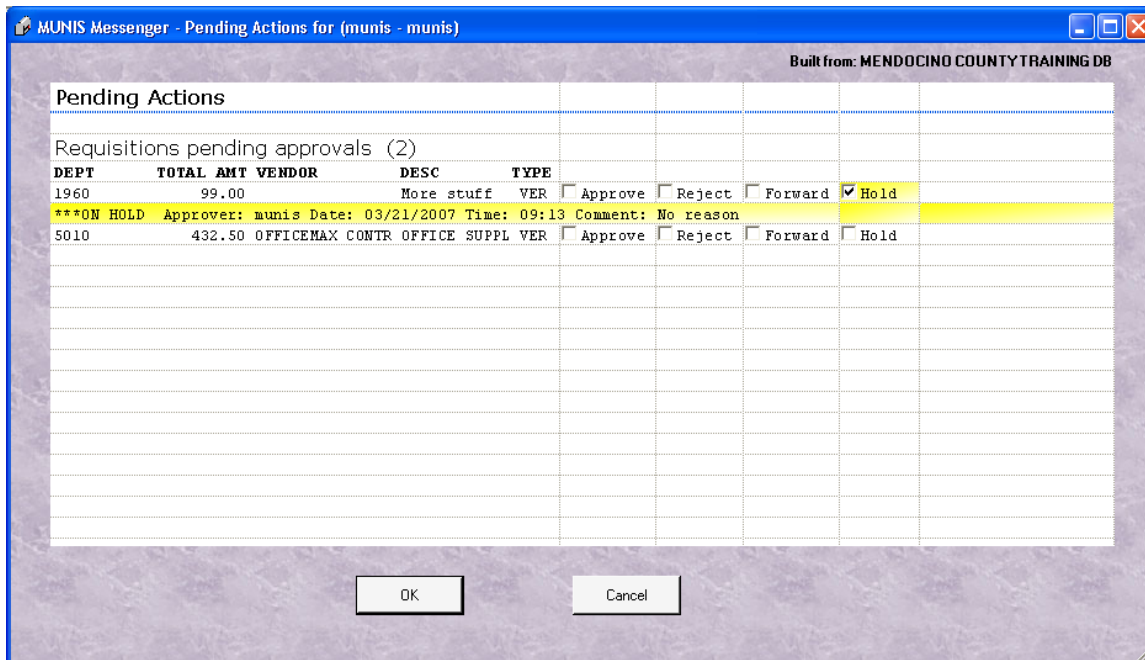 MUNIS Messenger - Pending Actions for (munis - munis)
Built from: MENDOCINO COUNTY TRAINING DB
Pending Actions
Requisitions pending approvals (2)
DEPT TOTAL AMT VENDOR DESC TYPE
1960 99.00 More stuff VER Approve Reject Forward Hold
***ON HOLD Approver: munis Date: 03/21/2007 Time: 09:13 Comment: No reason
5010 432.50 OFFICEMAX CONTR OFFICE SUPPL VER Approve Reject Forward Hold
OK Cancel